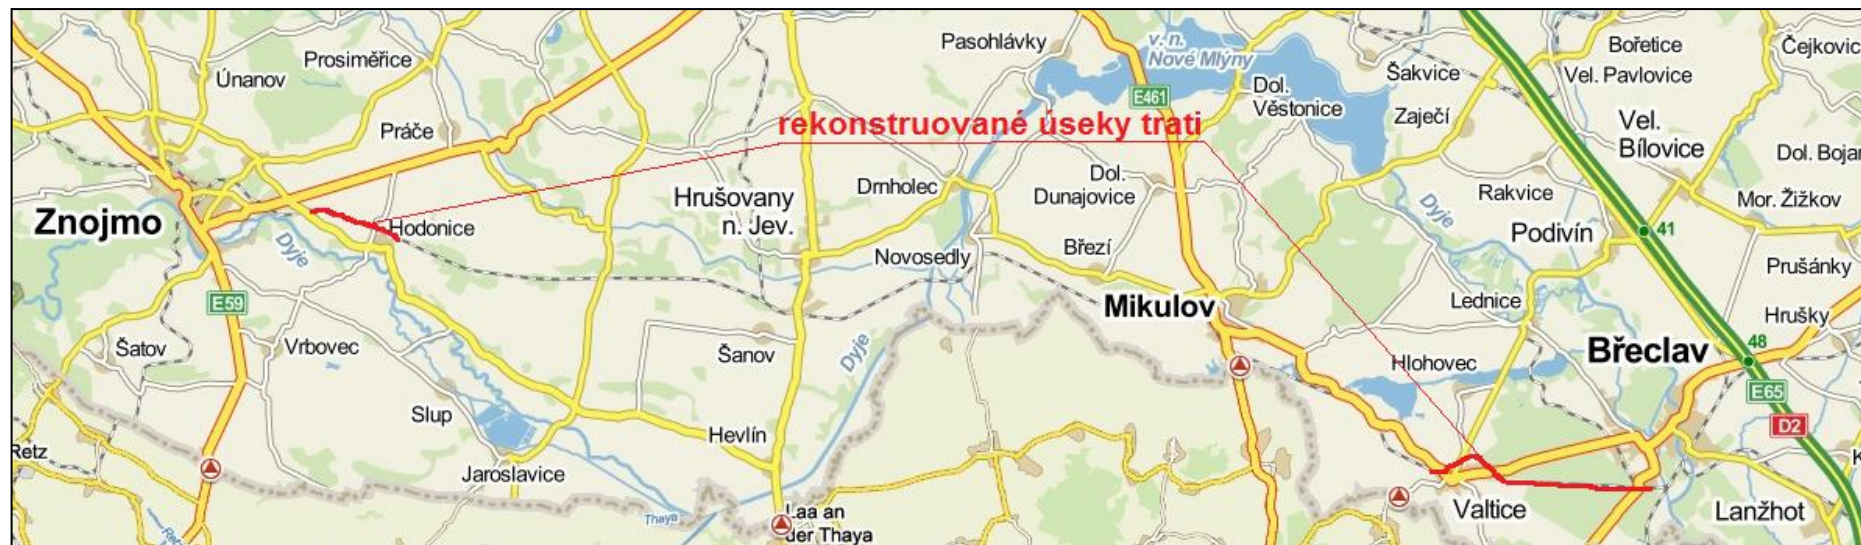 Pasohlávky
v. n.
Nové Mlýny
Bořetice
Čejkovic
Prosiměřice
Únanov
Šakvice
Vel. Pavlovice
Dol.
Věstonice
E461
Zaječí
Vel.
Bílovice
Práče
rekonstruované úseky trati
Dol. Bojan
Drnholec
Dol.
Dunajovice
Rakvice
Mor. Žižkov
Hrušovany
n. Jev.
Znojmo
Hodonice
Dyje
Dyje
Podivín
41
Březí
Novosedly
Prušánky
E59
Mikulov
Lednice
Hrušky
Šatov
Vrbovec
Šanov
Dyje
Hlohovec
Břeclav
48
E65
Slup
D2
Hevlín
Retz
Jaroslavice
Valtice
Lanžhot
Thaya
Laa an
der Thaya